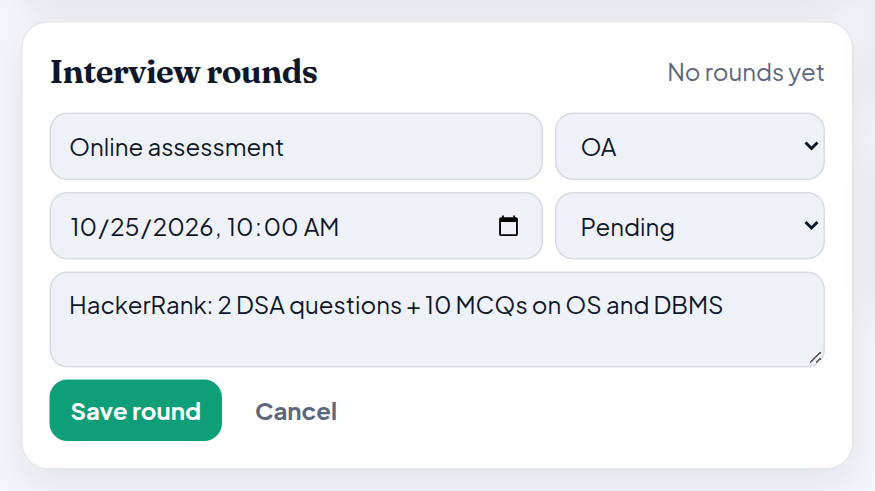 Interview rounds
No rounds yet
Online assessment
OA
10/25/2026, 10:00 AM
Pending
HackerRank: 2 DSA questions + 10 MCQs on OS and DBMS
Save round
Cancel